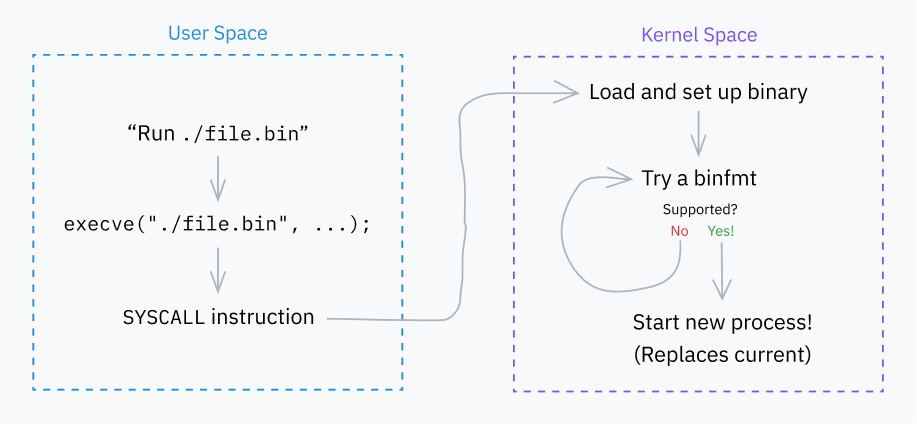 User Space
“Run ./file.bin”
execve("./file.bin", ...);
SYSCALL instruction
Kernel Space
Load and set up binary
Try a binfmt
Supported?
No Yes!
Start new process!
(Replaces current)